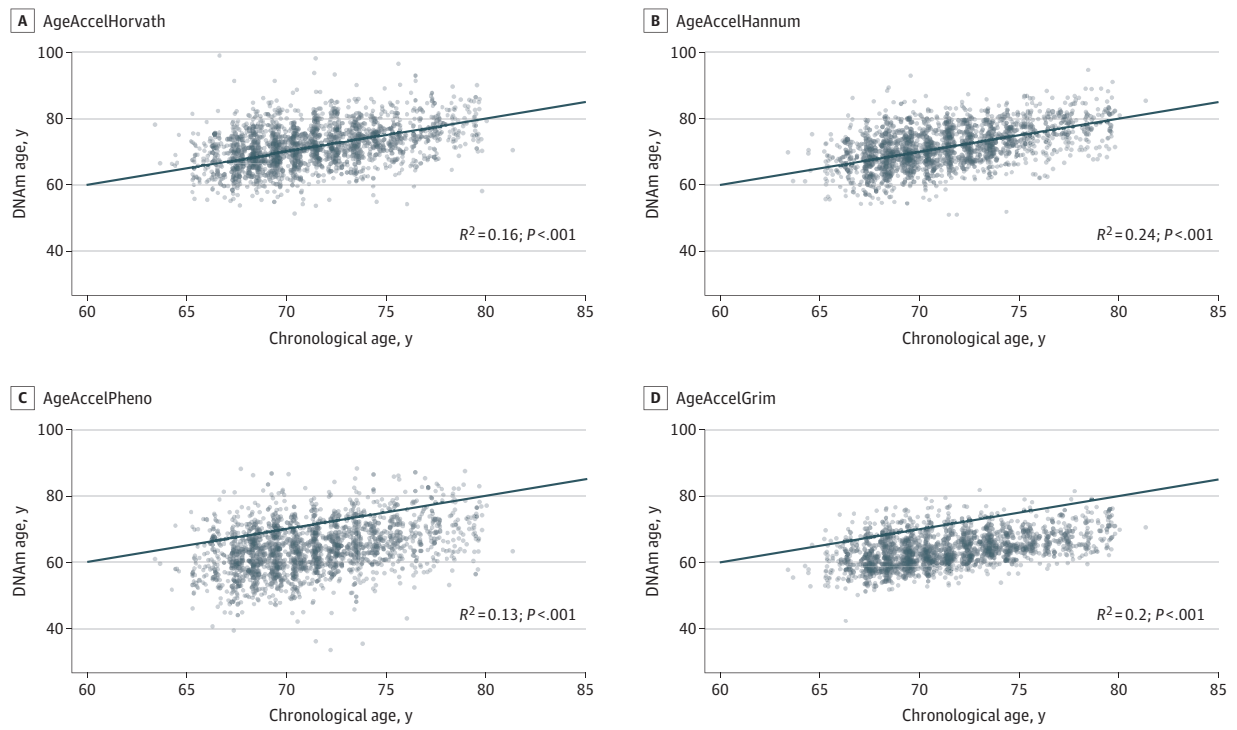 A AgeAccelHorvath
100
80
60
40
DNAm age, y
R2=0.16; P<.001
60 65 70 75 80 85
Chronological age, y
B AgeAccelHannum
100
80
60
40
DNAm age, y
R2=0.24; P<.001
60 65 70 75 80 85
Chronological age, y
C AgeAccelPheno
100
80
60
40
DNAm age, y
R2=0.13; P<.001
60 65 70 75 80 85
Chronological age, y
D AgeAccelGrim
100
80
60
40
DNAm age, y
R2=0.2; P<.001
60 65 70 75 80 85
Chronological age, y